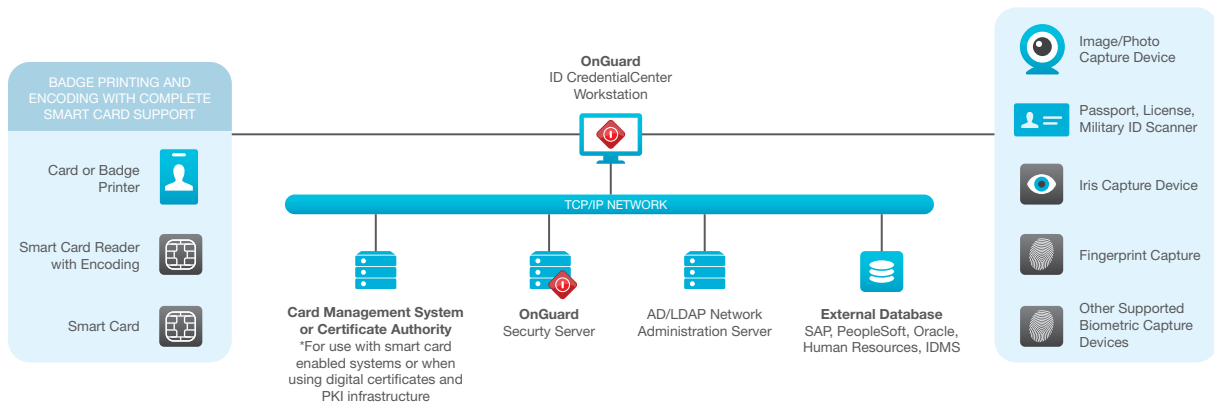 BADGE PRINTING AND
ENCODING WITH COMPLETE
SMART CARD SUPPORT
Card or Badge
Printer
Smart Card Reader
with Encoding
Smart Card
OnGuard
ID CredentialCenter
Workstation
TCP/IP NETWORK
Card Management System
or Certificate Authority
*For use with smart card
enabled systems or when
using digital certificates and
PKI infrastructure
OnGuard
Securty Server
AD/LDAP Network
Administration Server
External Database
SAP, PeopleSoft, Oracle,
Human Resources, IDMS
Image/Photo
Capture Device
Passport, License,
Military ID Scanner
Iris Capture Device
Fingerprint Capture
Other Supported
Biometric Capture
Devices